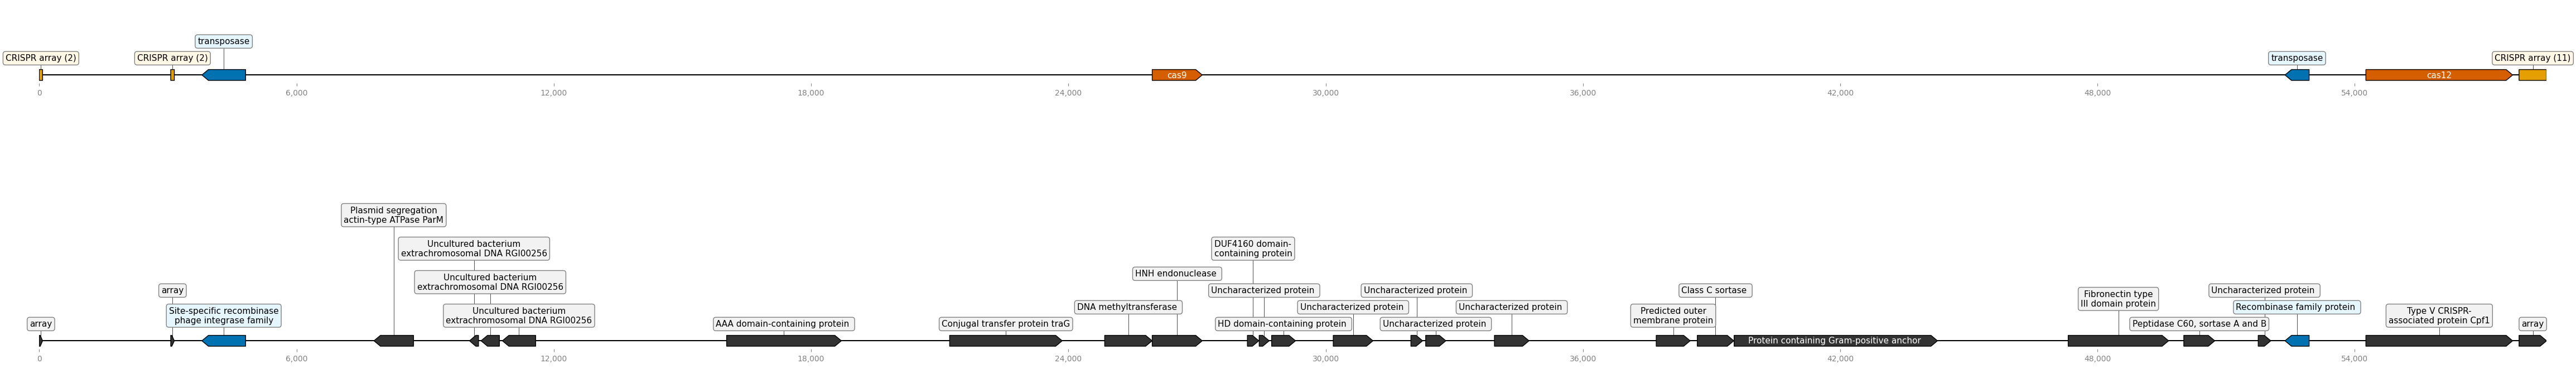 transposase
CRISPR array (2)
CRISPR array (2)
transposase
CRISPR array (11)
cas9
cas12
0
6,000
12,000
18,000
24,000
30,000
36,000
42,000
48,000
54,000
Plasmid segregation
actin-type ATPase ParM
Uncultured bacterium
extrachromosomal DNA RGI00256
DUF4160 domain-
containing protein
Uncultured bacterium
extrachromosomal DNA RGI00256
HNH endonuclease
array
Uncharacterized protein
Uncharacterized protein
Class C sortase
Fibronectin type
III domain protein
Uncharacterized protein
Site-specific recombinase
phage integrase family
Uncultured bacterium
extrachromosomal DNA RGI00256
DNA methyltransferase
Uncharacterized protein
Uncharacterized protein
Predicted outer
membrane protein
Recombinase family protein
Type V CRISPR-
associated protein Cpf1
array
AAA domain-containing protein
Conjugal transfer protein traG
HD domain-containing protein
Uncharacterized protein
Peptidase C60, sortase A and B
array
Protein containing Gram-positive anchor
0
6,000
12,000
18,000
24,000
30,000
36,000
42,000
48,000
54,000